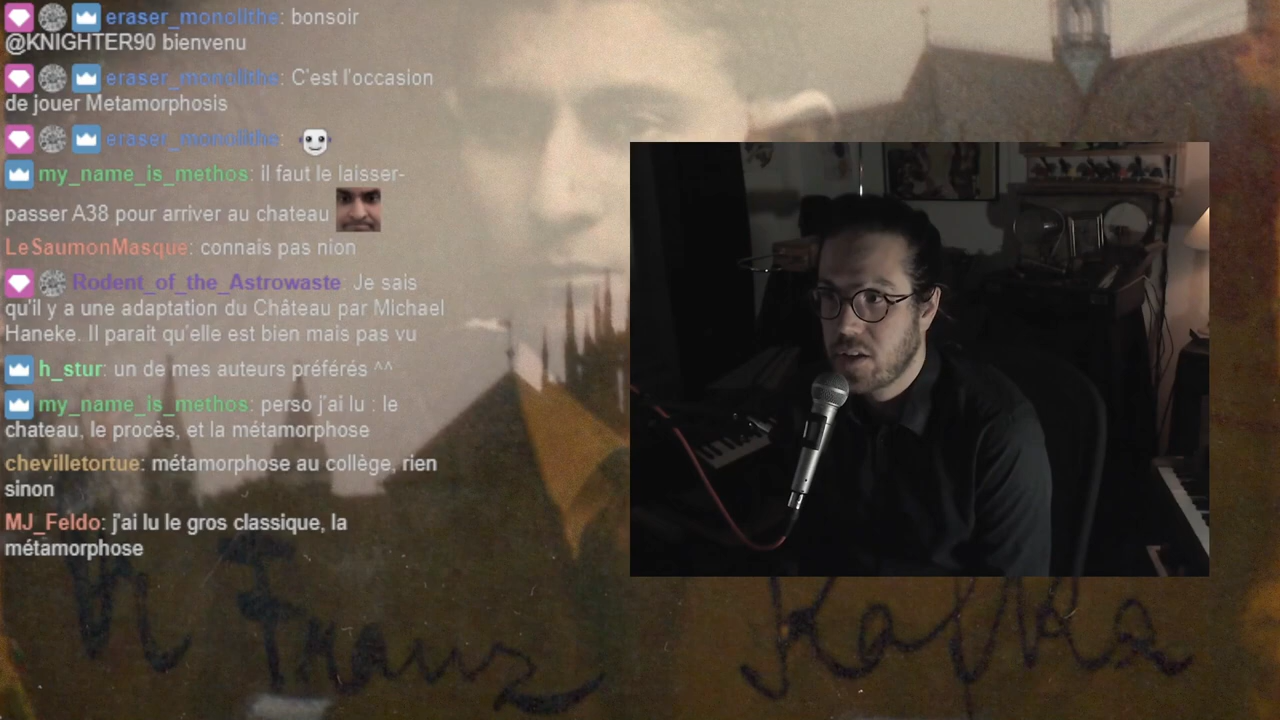 eraser_monolithe: bonsoir
@KNIGHTER90 bienvenu
eraser_monolithe: C'est l'occasion
de jouer Metamorphosis
eraser_monolithe:
my_name_is_methos: il faut le laisser-
passer A38 pour arriver au chateau
LeSaumonMasque: connais pas nion
Rodent_of_the_Astrowaste: Je sais
qu'il y a une adaptation du Château par Michael
Haneke. Il parait qu'elle est bien mais pas vu
h_stur: un de mes auteurs préférés ^^
my_name_is_methos: perso j'ai lu : le
chateau, le procès, et la métamorphose
chevilletortue: métamorphose au collège, rien
sinon
MJ_Feldo: j'ai lu le gros classique, la
métamorphose
Franz Kafka